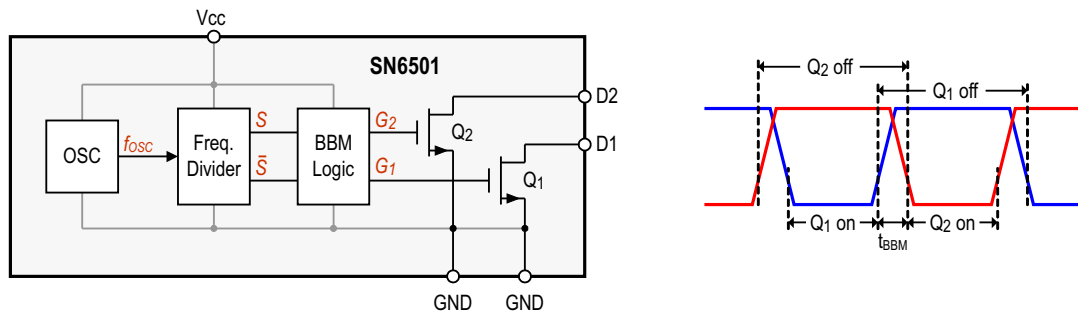 Vcc
SN6501
OSC
fOSC
Freq.
Divider
S
S̄
BBM
Logic
G2
G1
Q2
Q1
D2
D1
GND
GND
Q2 off
Q1 off
Q1 on
tBBM
Q2 on